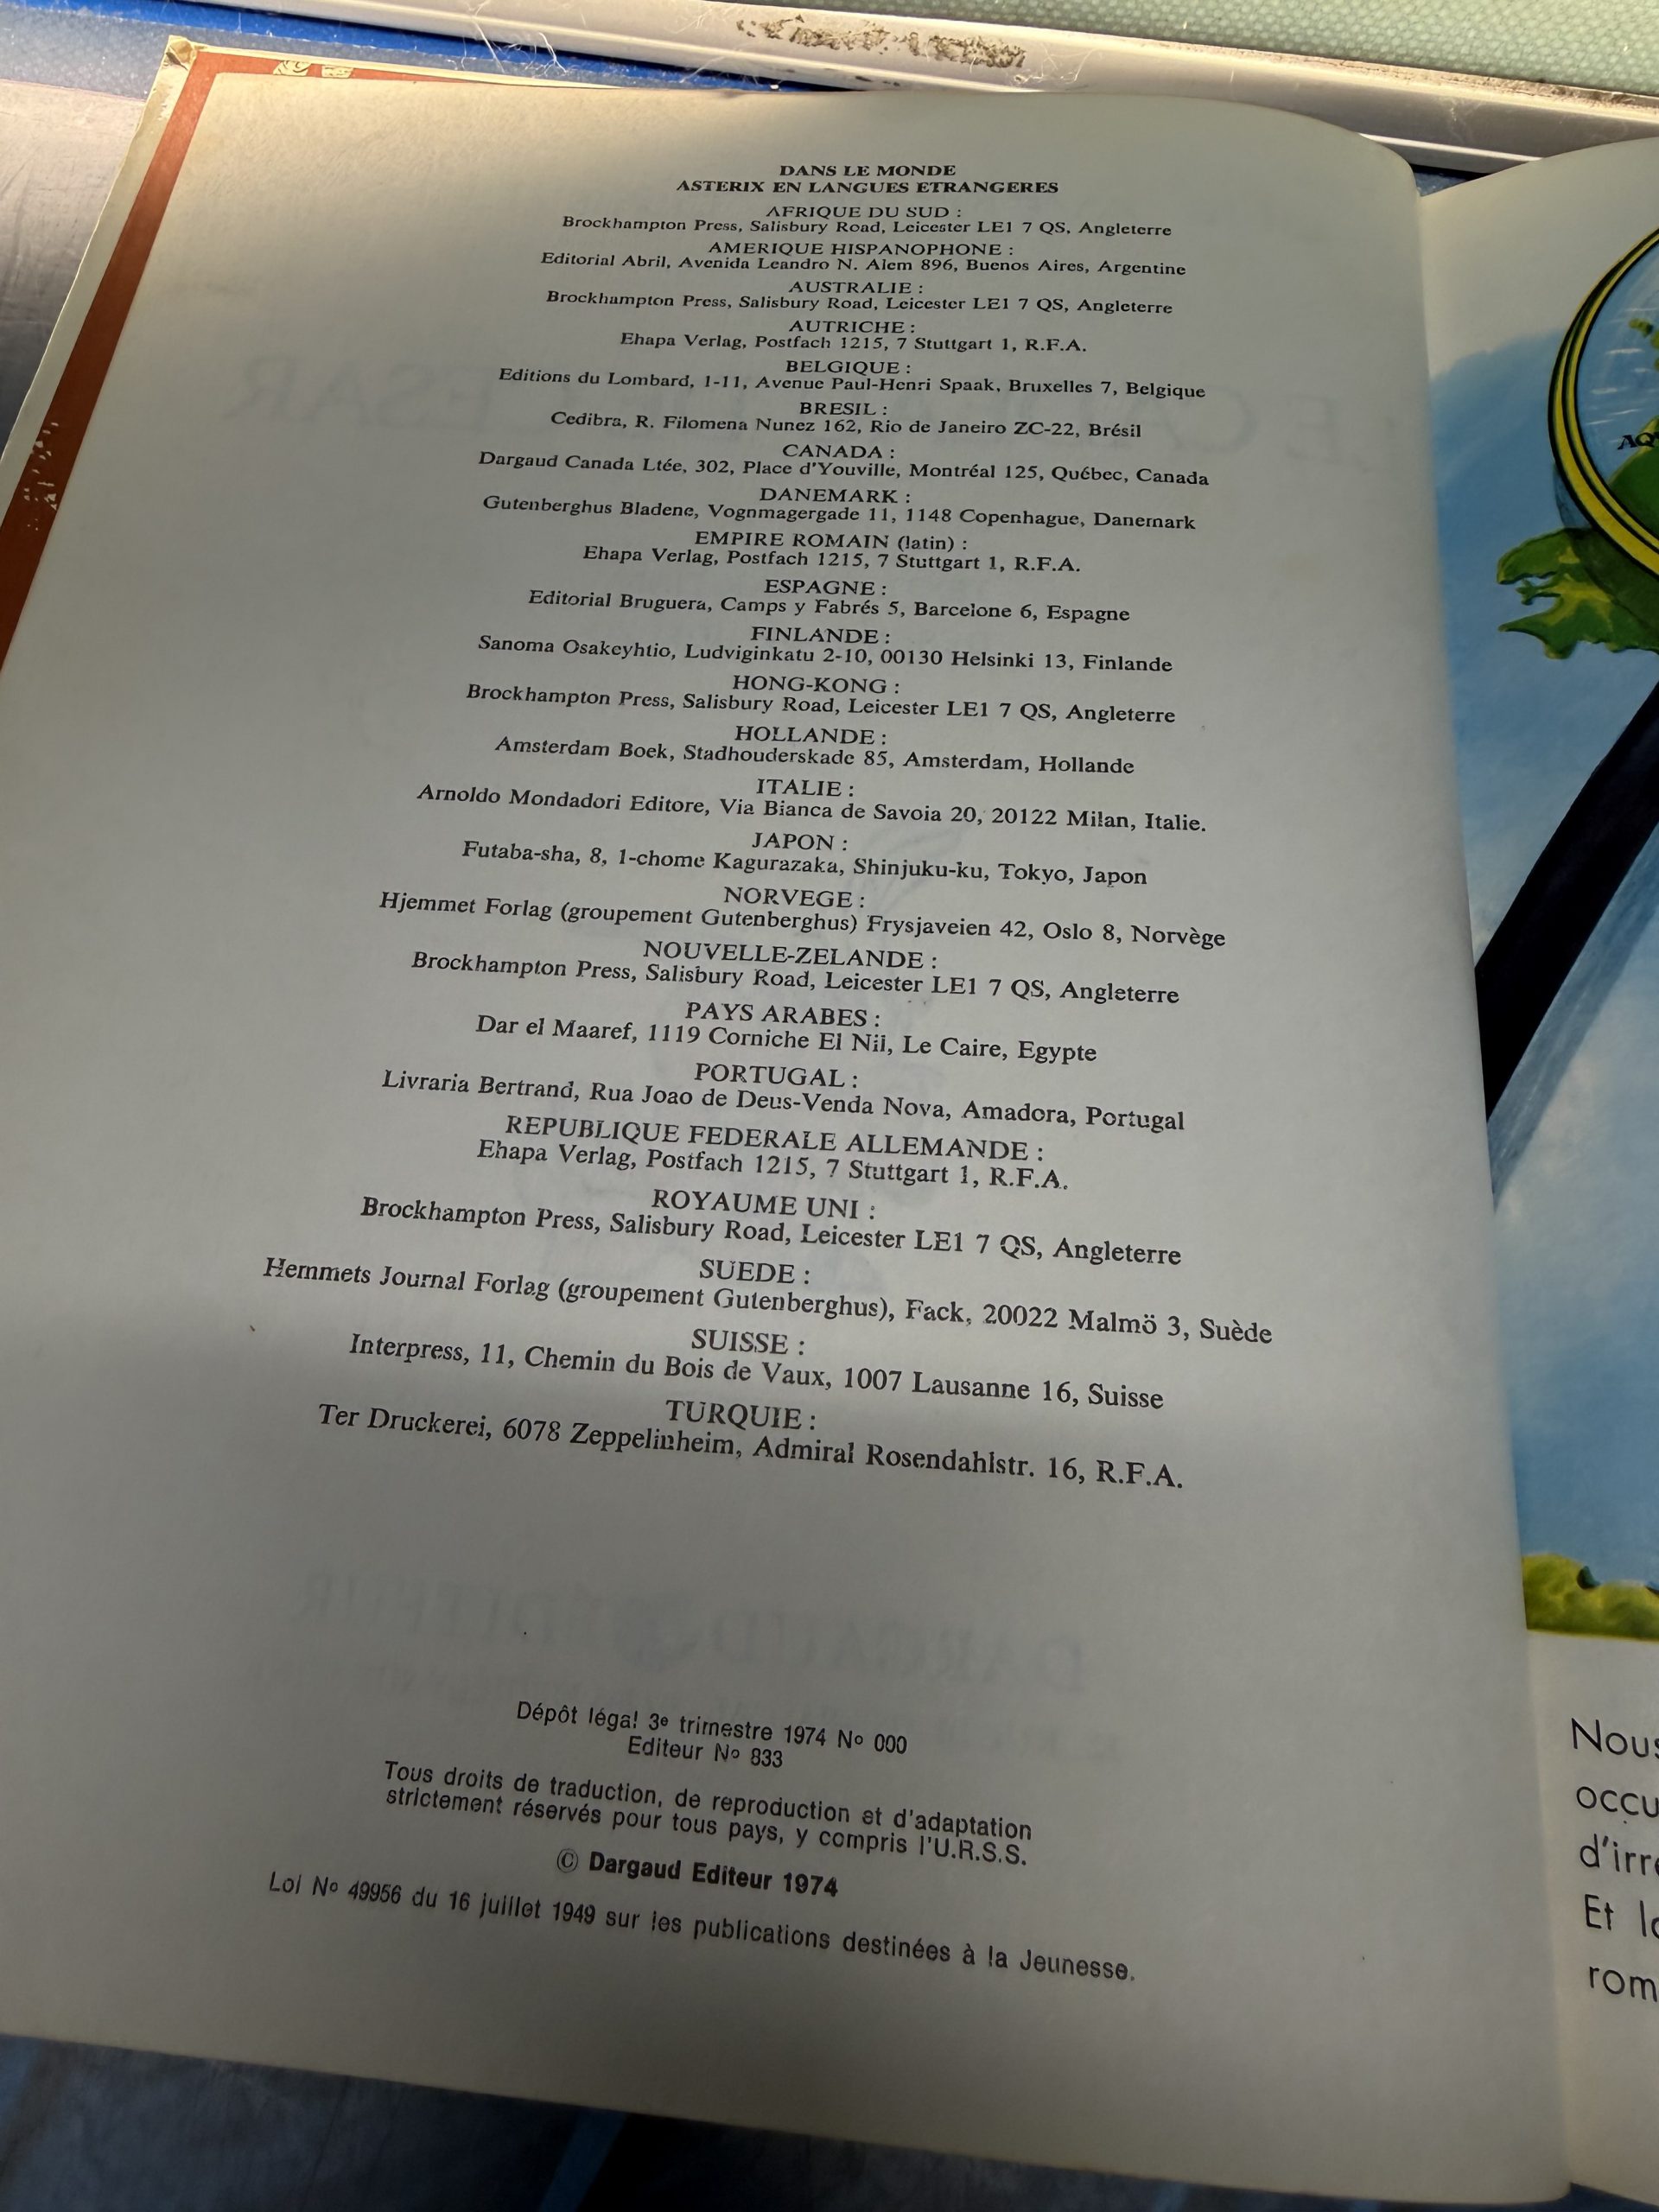 DANS LE MONDE
ASTERIX EN LANGUES ETRANGERES
AFRIQUE DU SUD :
Brockhampton Press, Salisbury Road, Leicester LE1 7 QS, Angleterre
AMERIQUE HISPANOPHONE :
Editorial Abril, Avenida Leandro N. Alem 896, Buenos Aires, Argentine
AUSTRALIE :
Brockhampton Press, Salisbury Road, Leicester LE1 7 QS, Angleterre
AUTRICHE :
Ehapa Verlag, Postfach 1215, 7 Stuttgart 1, R.F.A.
BELGIQUE :
Editions du Lombard, 1-11, Avenue Paul-Henri Spaak, Bruxelles 7, Belgique
BRESIL :
Cedibra, R. Filomena Nunez 162, Rio de Janeiro ZC-22, Brésil
CANADA :
Dargaud Canada Ltée, 302, Place d'Youville, Montréal 125, Québec, Canada
DANEMARK :
Gutenberghus Bladene, Vognmagergade 11, 1148 Copenhague, Danemark
EMPIRE ROMAIN (latin) :
Ehapa Verlag, Postfach 1215, 7 Stuttgart 1, R.F.A.
ESPAGNE :
Editorial Bruguera, Camps y Fabrés 5, Barcelone 6, Espagne
FINLANDE :
Sanoma Osakeyhtio, Ludviginkatu 2-10, 00130 Helsinki 13, Finlande
HONG-KONG :
Brockhampton Press, Salisbury Road, Leicester LE1 7 QS, Angleterre
HOLLANDE :
Amsterdam Boek, Stadhouderskade 85, Amsterdam, Hollande
ITALIE :
Arnoldo Mondadori Editore, Via Bianca de Savoia 20, 20122 Milan, Italie.
JAPON :
Futaba-sha, 8, 1-chome Kagurazaka, Shinjuku-ku, Tokyo, Japon
NORVEGE :
Hjemmet Forlag (groupement Gutenberghus) Frysjaveien 42, Oslo 8, Norvège
NOUVELLE-ZELANDE :
Brockhampton Press, Salisbury Road, Leicester LE1 7 QS, Angleterre
PAYS ARABES :
Dar el Maaref, 1119 Corniche El Nil, Le Caire, Egypte
PORTUGAL :
Livraria Bertrand, Rua Joao de Deus-Venda Nova, Amadora, Portugal
REPUBLIQUE FEDERALE ALLEMANDE :
Ehapa Verlag, Postfach 1215, 7 Stuttgart 1, R.F.A.
ROYAUME UNI :
Brockhampton Press, Salisbury Road, Leicester LE1 7 QS, Angleterre
SUEDE :
Hemmets Journal Forlag (groupement Gutenberghus), Fack, 20022 Malmö 3, Suède
SUISSE :
Interpress, 11, Chemin du Bois de Vaux, 1007 Lausanne 16, Suisse
TURQUIE :
Ter Druckerei, 6078 Zeppelinheim, Admiral Rosendahlstr. 16, R.F.A.
Dépôt légal 3e trimestre 1974 No 000
Editeur No 833
Tous droits de traduction, de reproduction et d'adaptation
strictement réservés pour tous pays, y compris l'U.R.S.S.
© Dargaud Editeur 1974
Loi No 49956 du 16 juillet 1949 sur les publications destinées à la Jeunesse.
AQ
Nous
occu
d'irré
Et
rom